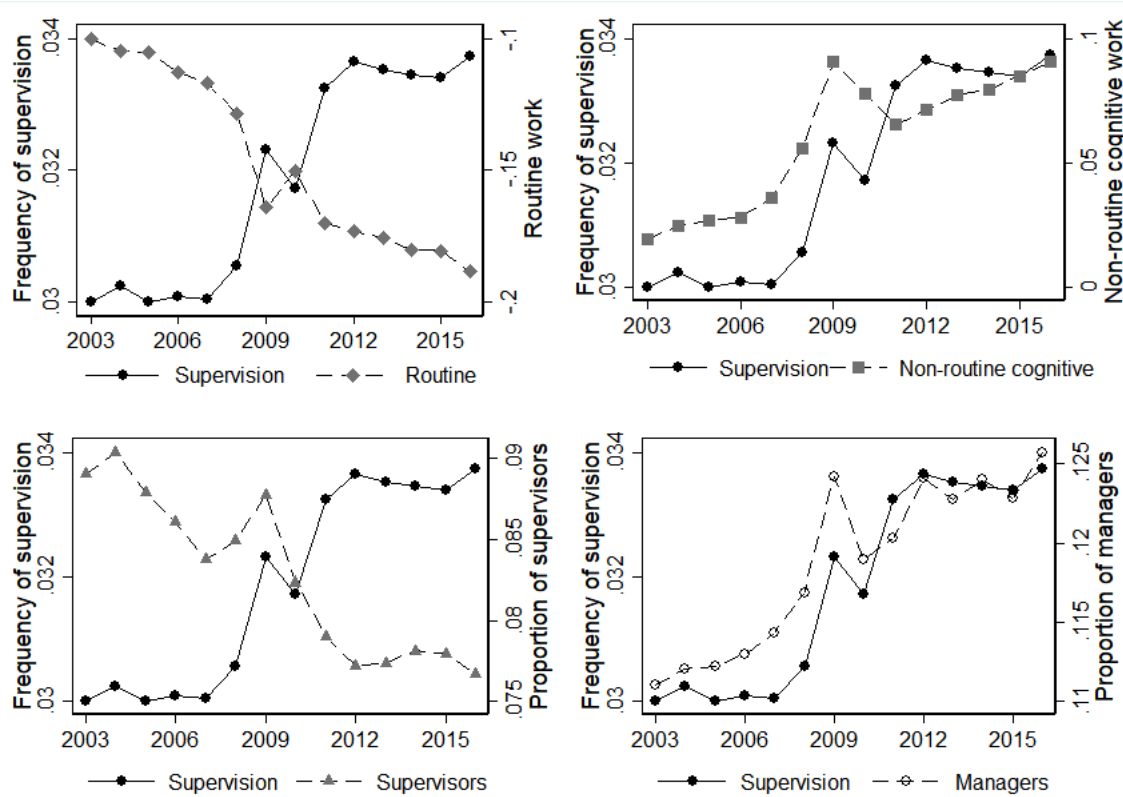 Frequency of supervision
.03 .032 .034
-.2 -.15 -.1
Routine work
2003 2006 2009 2012 2015
Supervision Routine
Frequency of supervision
.03 .032 .034
0 .05 .1
Non-routine cognitive work
2003 2006 2009 2012 2015
Supervision Non-routine cognitive
Frequency of supervision
.03 .032 .034
.075 .08 .085 .09
Proportion of supervisors
2003 2006 2009 2012 2015
Supervision Supervisors
Frequency of supervision
.03 .032 .034
.11 .115 .12 .125
Proportion of managers
2003 2006 2009 2012 2015
Supervision Managers